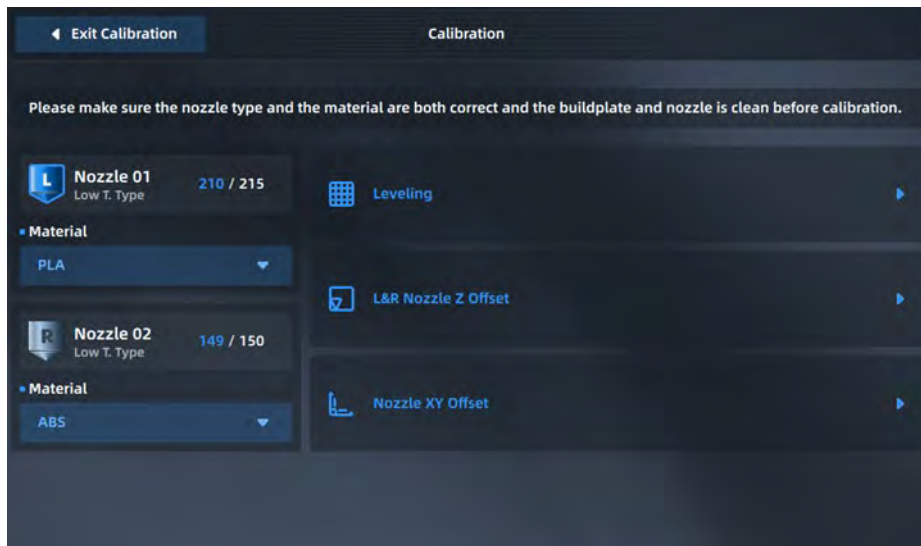 Exit Calibration
Calibration
Please make sure the nozzle type and the material are both correct and the buildplate and nozzle is clean before calibration.
L
Nozzle 01
Low T. Type
210 / 215
Material
PLA
R
Nozzle 02
Low T. Type
149 / 150
Material
ABS
Leveling
L&R Nozzle Z Offset
Nozzle XY Offset